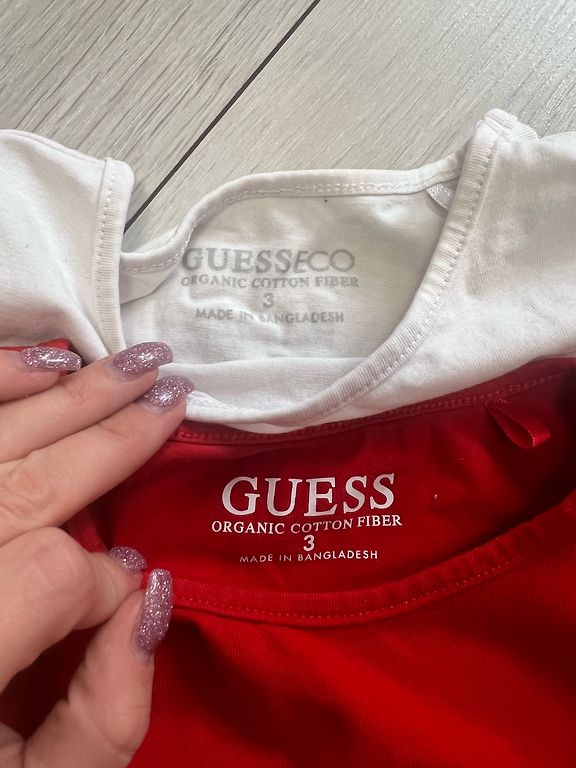 GUESSECO
ORGANIC COTTON FIBER
3
MADE IN BANGLADESH
GUESS
ORGANIC COTTON FIBER
3
MADE IN BANGLADESH